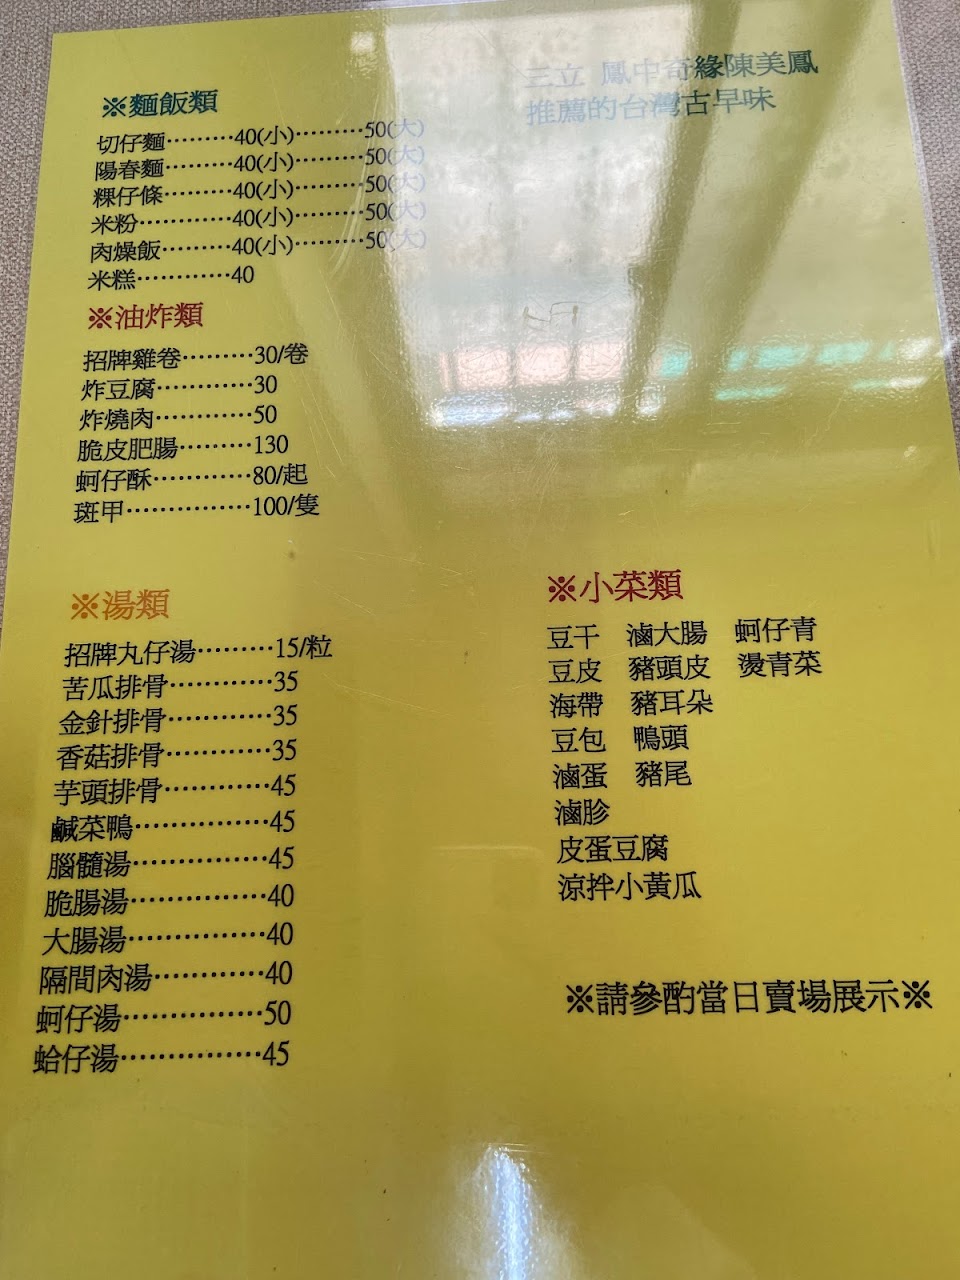 三立 鳳中奇緣陳美鳳
推薦的台灣古早味
※麵飯類
切仔麵………40(小)………50(大)
陽春麵………40(小)………50(大)
粿仔條………40(小)………50(大)
米粉…………40(小)………50(大)
肉燥飯………40(小)………50(大)
米糕…………40
※油炸類
招牌雞卷………30/卷
炸豆腐…………30
炸燒肉…………50
脆皮肥腸………130
蚵仔酥…………80/起
斑甲……………100/隻
※湯類
招牌丸仔湯………15/粒
苦瓜排骨…………35
金針排骨…………35
香菇排骨…………35
芋頭排骨…………45
鹹菜鴨……………45
腦髓湯……………45
脆腸湯……………40
大腸湯……………40
隔間肉湯…………40
蚵仔湯……………50
蛤仔湯……………45
※小菜類
豆干 滷大腸 蚵仔青
豆皮 豬頭皮 燙青菜
海帶 豬耳朵
豆包 鴨頭
滷蛋 豬尾
滷胗
皮蛋豆腐
涼拌小黃瓜
※請參酌當日賣場展示※